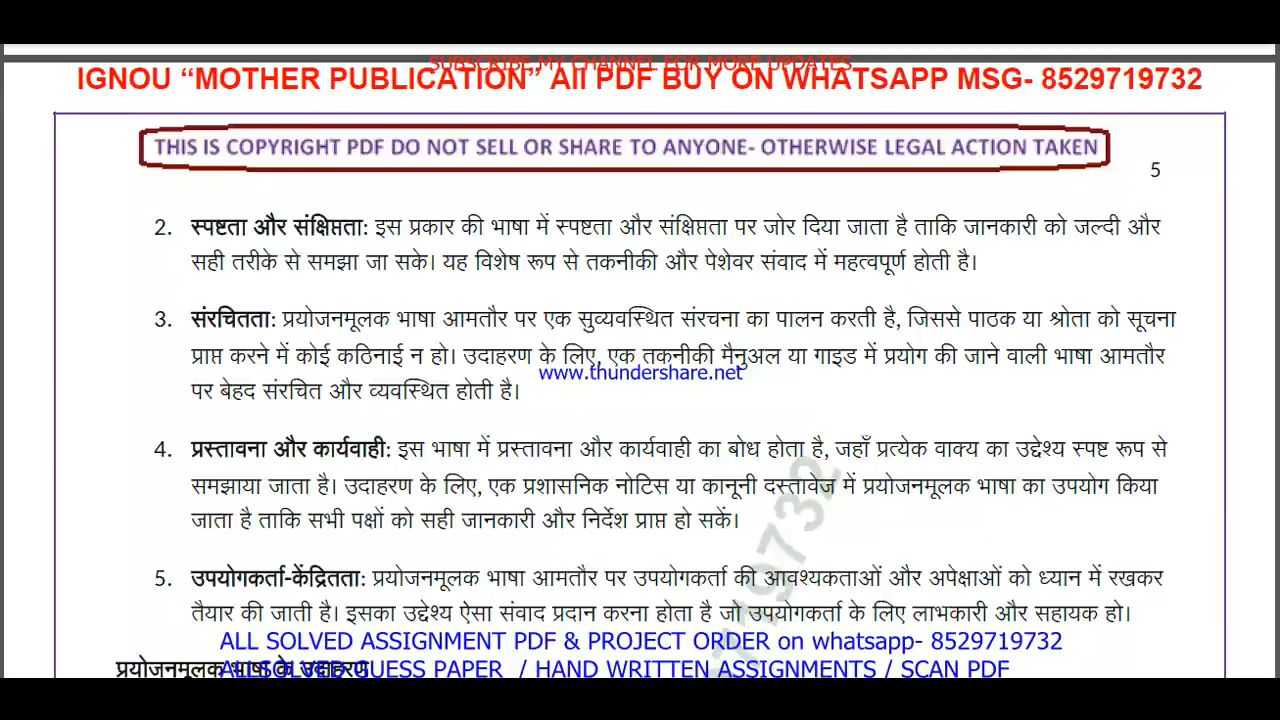 SUBSCRIBE MY CHANNEL FOR MORE UPDATES
IGNOU “MOTHER PUBLICATION” All PDF BUY ON WHATSAPP MSG- 8529719732
THIS IS COPYRIGHT PDF DO NOT SELL OR SHARE TO ANYONE- OTHERWISE LEGAL ACTION TAKEN
5
2. स्पष्टता और संक्षिप्तता: इस प्रकार की भाषा में स्पष्टता और संक्षिप्तता पर जोर दिया जाता है ताकि जानकारी को जल्दी और
सही तरीके से समझा जा सके। यह विशेष रूप से तकनीकी और पेशेवर संवाद में महत्वपूर्ण होती है।
3. संरचितता: प्रयोजनमूलक भाषा आमतौर पर एक सुव्यवस्थित संरचना का पालन करती है, जिससे पाठक या श्रोता को सूचना
प्राप्त करने में कोई कठिनाई न हो। उदाहरण के लिए, एक तकनीकी मैनुअल या गाइड में प्रयोग की जाने वाली भाषा आमतौर
www.thundershare.net
पर बेहद संरचित और व्यवस्थित होती है।
4. प्रस्तावना और कार्यवाही: इस भाषा में प्रस्तावना और कार्यवाही का बोध होता है, जहाँ प्रत्येक वाक्य का उद्देश्य स्पष्ट रूप से
समझाया जाता है। उदाहरण के लिए, एक प्रशासनिक नोटिस या कानूनी दस्तावेज में प्रयोजनमूलक भाषा का उपयोग किया
जाता है ताकि सभी पक्षों को सही जानकारी और निर्देश प्राप्त हो सकें।
5. उपयोगकर्ता-केंद्रितता: प्रयोजनमूलक भाषा आमतौर पर उपयोगकर्ता की आवश्यकताओं और अपेक्षाओं को ध्यान में रखकर
तैयार की जाती है। इसका उद्देश्य ऐसा संवाद प्रदान करना होता है जो उपयोगकर्ता के लिए लाभकारी और सहायक हो।
ALL SOLVED ASSIGNMENT PDF & PROJECT ORDER on whatsapp- 8529719732
प्रयोजनमूलक भाषा के उदाहरण
ALL SOLVED GUESS PAPER / HAND WRITTEN ASSIGNMENTS / SCAN PDF